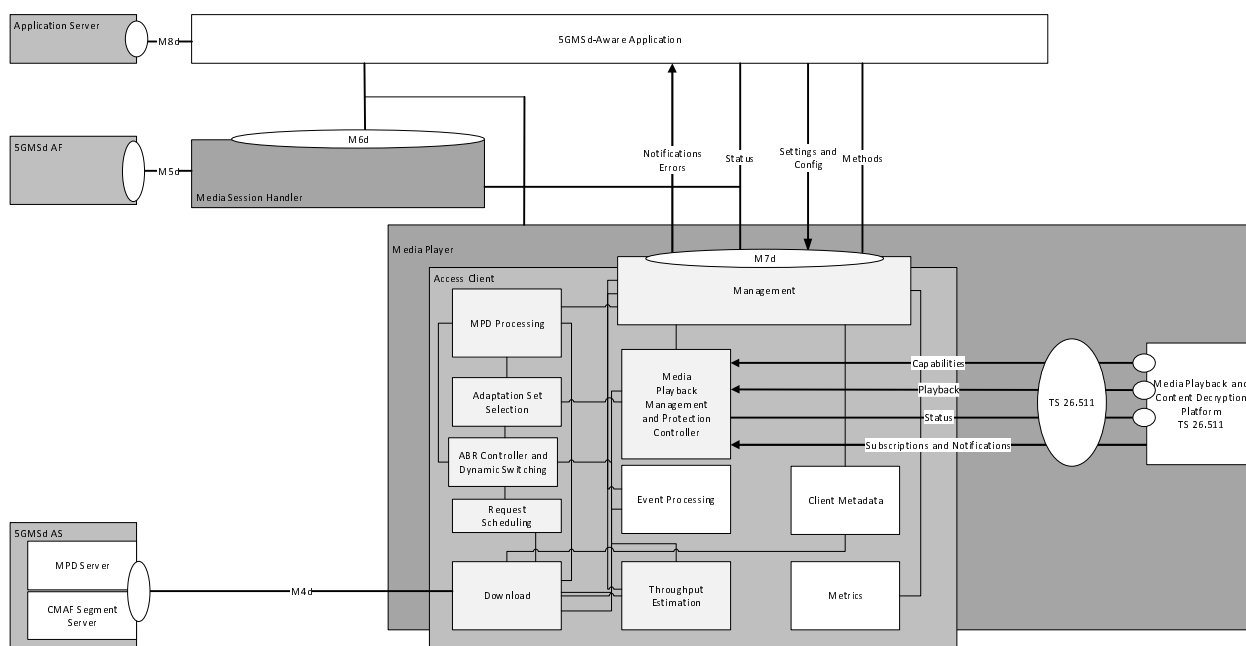 Application Server
M8d
5GMSd-Aware Application
5GMSd AF
M5d
M6d
Media Session Handler
Notifications
Errors
Status
Settings and
Config
Methods
Media Player
M7d
Management
Access Client
MPD Processing
Adaptation Set
Selection
ABR Controller and
Dynamic Switching
Request
Scheduling
Download
Media
Playback
Management
and Protection
Controller
Event Processing
Throughput
Estimation
Client Metadata
Metrics
Capabilities
Playback
Status
Subscriptions and Notifications
TS 26.511
Media Playback and
Content Decryption
Platform
TS 26.511
5GMSd AS
MPD Server
CMAF Segment
Server
M4d